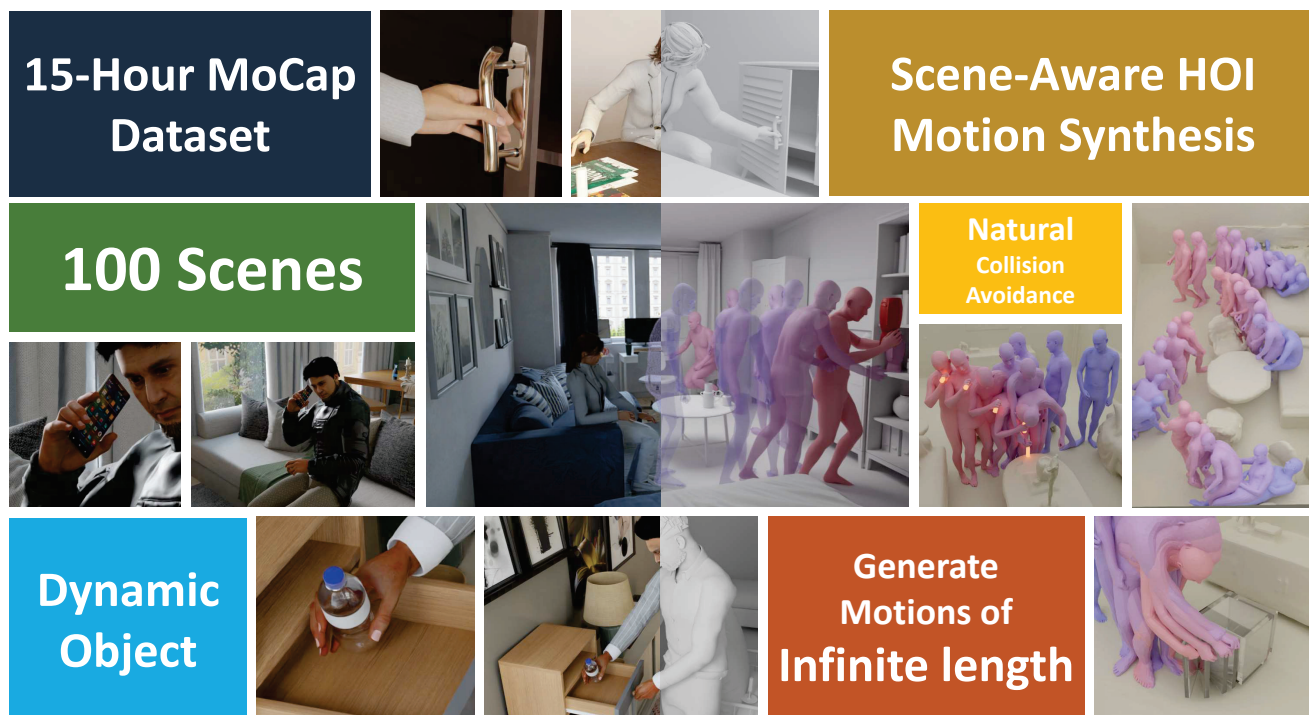 15-Hour MoCap
Dataset
Scene-Aware HOI
Motion Synthesis
100 Scenes
Natural
Collision
Avoidance
Dynamic
Object
Generate
Motions of
Infinite length